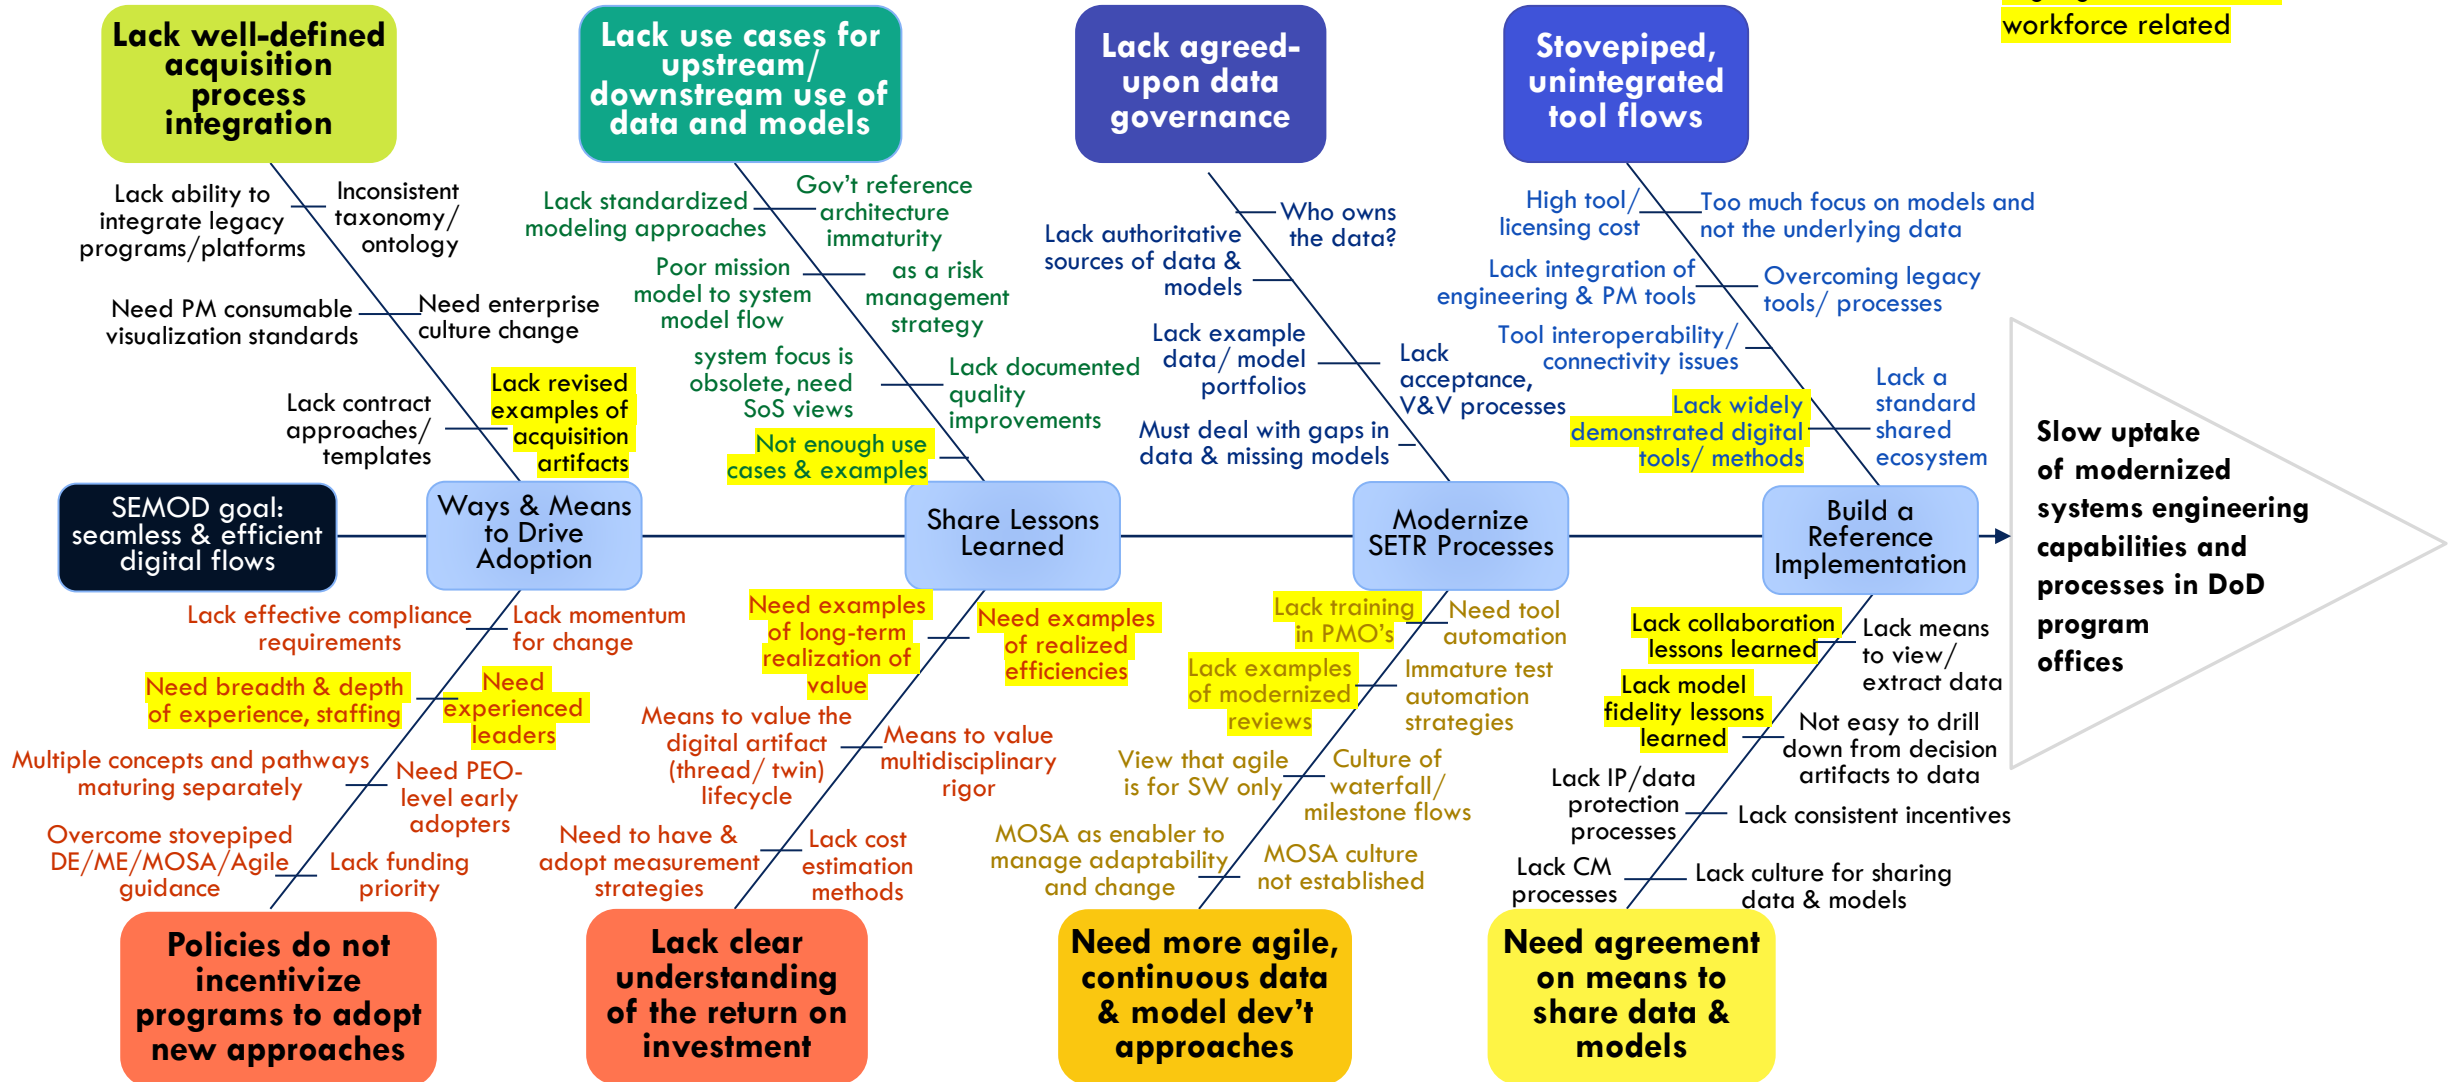 workforce related
Lack well-defined
acquisition
process
integration
Lack use cases for
upstream/
downstream use of
data and models
Lack agreed-
upon data
governance
Stovepiped,
unintegrated
tool flows
Lack ability to
integrate legacy
programs/platforms
Inconsistent
taxonomy/
ontology
Need PM consumable
visualization standards
Need enterprise
culture change
Lack contract
approaches/
templates
Lack revised
examples of
acquisition
artifacts
Lack standardized
modeling approaches
Gov't reference
architecture
immaturity
Poor mission
model to system
model flow
as a risk
management
strategy
system focus is
obsolete, need
SoS views
Lack documented
quality
improvements
Not enough use
cases & examples
Who owns
the data?
Lack authoritative
sources of data &
models
Lack example
data/ model
portfolios
Lack
acceptance,
V&V processes
Must deal with gaps in
data & missing models
High tool/
licensing cost
Too much focus on models and
not the underlying data
Lack integration of
engineering & PM tools
Overcoming legacy
tools/ processes
Tool interoperability/
connectivity issues
Lack widely
demonstrated digital
tools/ methods
Lack a
standard
shared
ecosystem
SEMOD goal:
seamless & efficient
digital flows
Ways & Means
to Drive
Adoption
Share Lessons
Learned
Modernize
SETR Processes
Build a
Reference
Implementation
Slow uptake
of modernized
systems engineering
capabilities and
processes in DoD
program
offices
Lack effective compliance
requirements
Lack momentum
for change
Need breadth & depth
of experience, staffing
Need
experienced
leaders
Multiple concepts and pathways
maturing separately
Need PEO-
level early
adopters
Overcome stovepiped
DE/ME/MOSA/Agile
guidance
Lack funding
priority
Need examples
of long-term
realization of
value
Need examples
of realized
efficiencies
Means to value the
digital artifact
(thread/ twin)
lifecycle
Means to value
multidisciplinary
rigor
Need to have &
adopt measurement
strategies
Lack cost
estimation
methods
Lack training
in PMO's
Need tool
automation
Lack examples
of modernized
reviews
Immature test
automation
strategies
View that agile
is for SW only
Culture of
waterfall/
milestone flows
MOSA as enabler to
manage adaptability
and change
MOSA culture
not established
Lack collaboration
lessons learned
Lack means
to view/
extract data
Lack model
fidelity lessons
learned
Not easy to drill
down from decision
artifacts to data
Lack IP/data
protection
processes
Lack consistent incentives
Lack CM
processes
Lack culture for sharing
data & models
Policies do not
incentivize
programs to adopt
new approaches
Lack clear
understanding
of the return on
investment
Need more agile,
continuous data
& model dev't
approaches
Need agreement
on means to
share data &
models